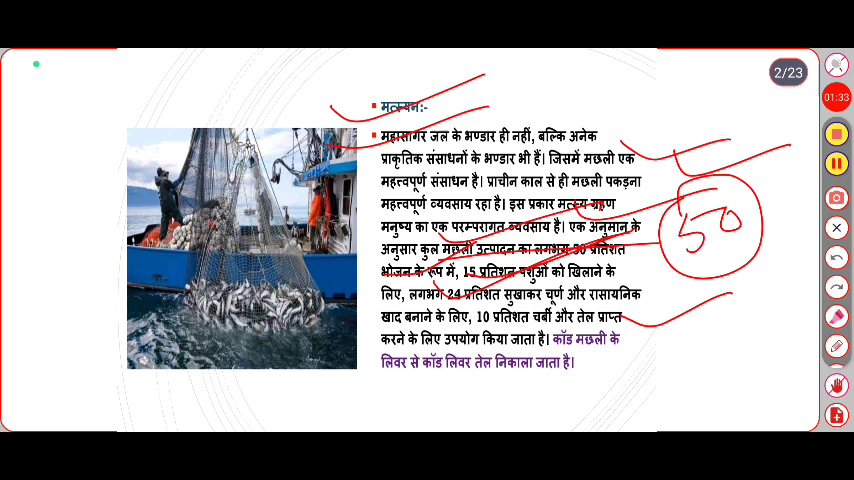 2/23
01:33
मत्स्यन:-
महासागर जल के भण्डार ही नहीं, बल्कि अनेक
प्राकृतिक संसाधनों के भण्डार भी हैं। जिसमें मछली एक
महत्त्वपूर्ण संसाधन है। प्राचीन काल से ही मछली पकड़ना
महत्त्वपूर्ण व्यवसाय रहा है। इस प्रकार मत्स्य ग्रहण
मनुष्य का एक परम्परागत व्यवसाय है। एक अनुमान के
अनुसार कुल मछली उत्पादन का लगभग 50 प्रतिशत
भोजन के रूप में, 15 प्रतिशत पशुओं को खिलाने के
लिए, लगभग 24 प्रतिशत सुखाकर चूर्ण और रासायनिक
खाद बनाने के लिए, 10 प्रतिशत चर्बी और तेल प्राप्त
करने के लिए उपयोग किया जाता है। कॉड मछली के
लिवर से कॉड लिवर तेल निकाला जाता है।
50